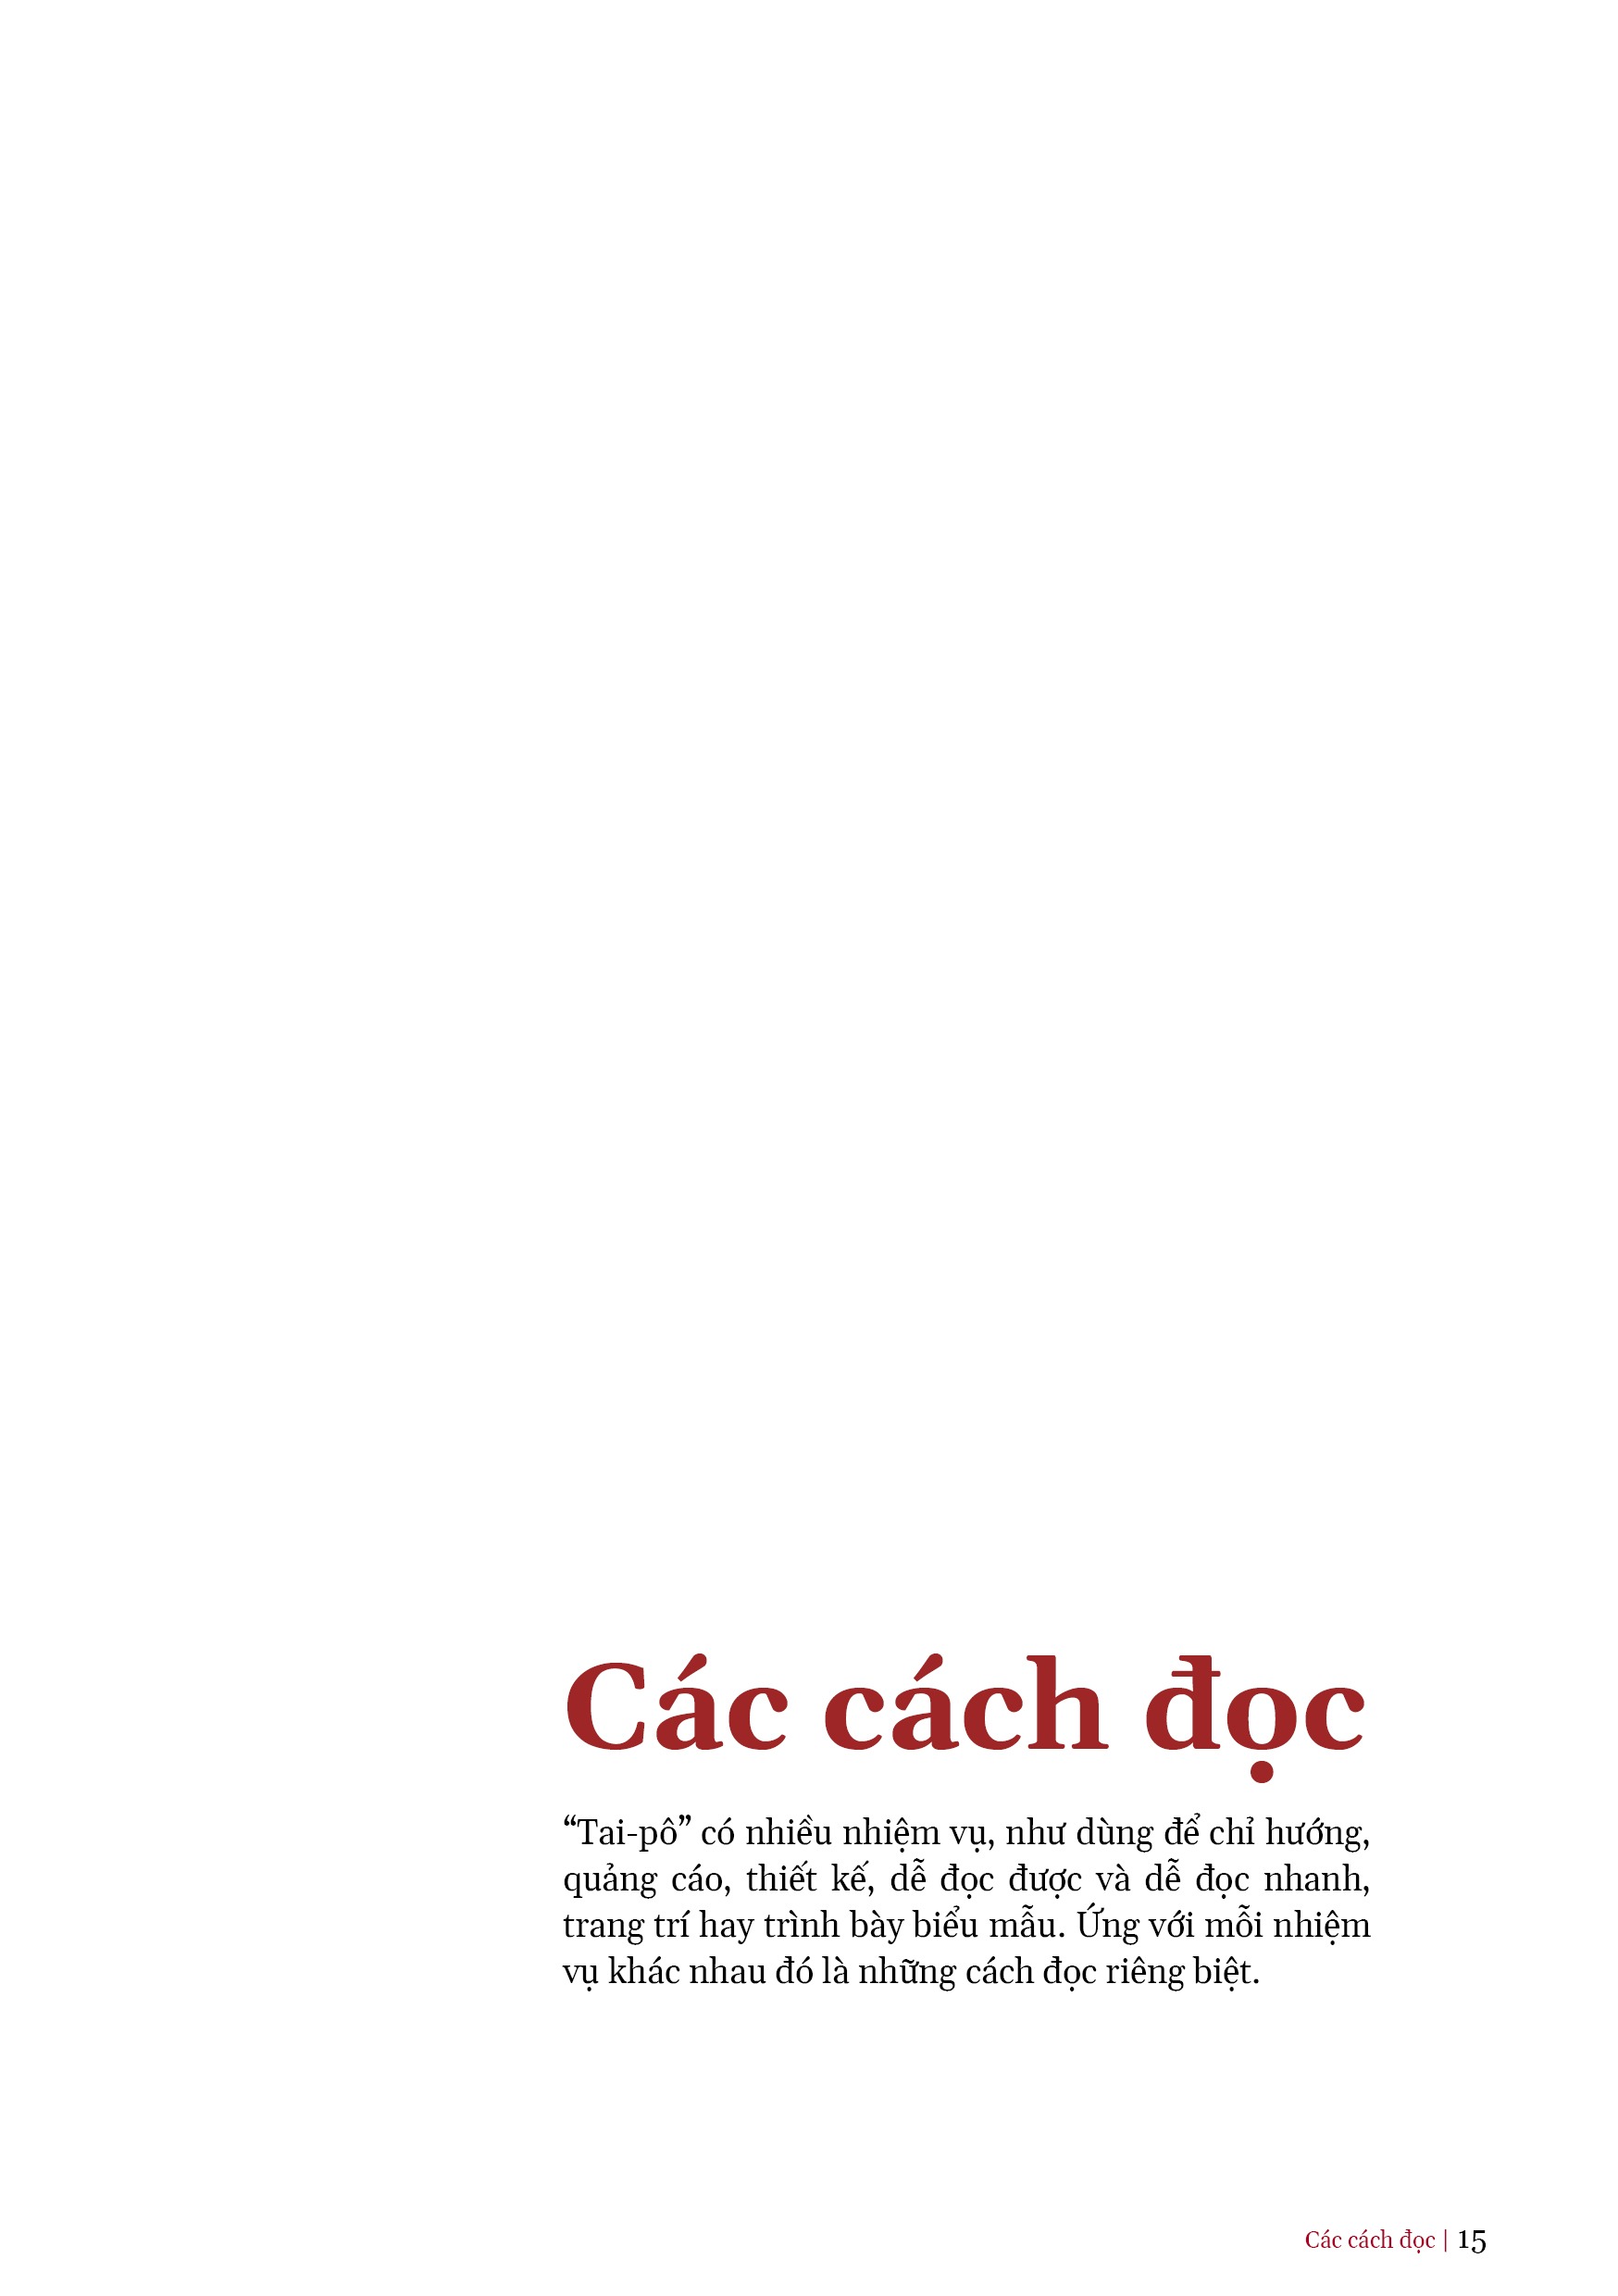 Các cách đọc
“Tai-pô” có nhiều nhiệm vụ, như dùng để chỉ hướng,
quảng cáo, thiết kế, dễ đọc được và dễ đọc nhanh,
trang trí hay trình bày biểu mẫu. Ứng với mỗi nhiệm
vụ khác nhau đó là những cách đọc riêng biệt.
Các cách đọc | 15